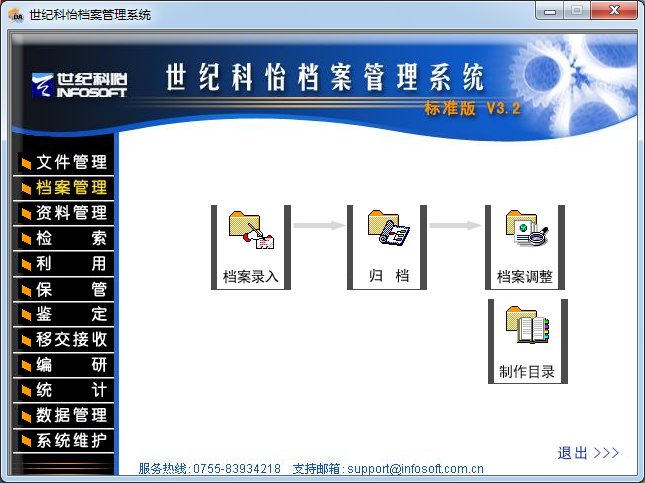 世纪科怡档案管理系统
世纪科怡
INFOSOFT
世纪科怡档案管理系统
标准版 V3.2
文件管理
档案管理
资料管理
检 索
利 用
保 管
鉴 定
移交接收
编 研
统 计
数据管理
系统维护
档案录入
归 档
档案调整
制作目录
退出 >>>
服务热线:0755-83934218 支持邮箱:support@infosoft.com.cn